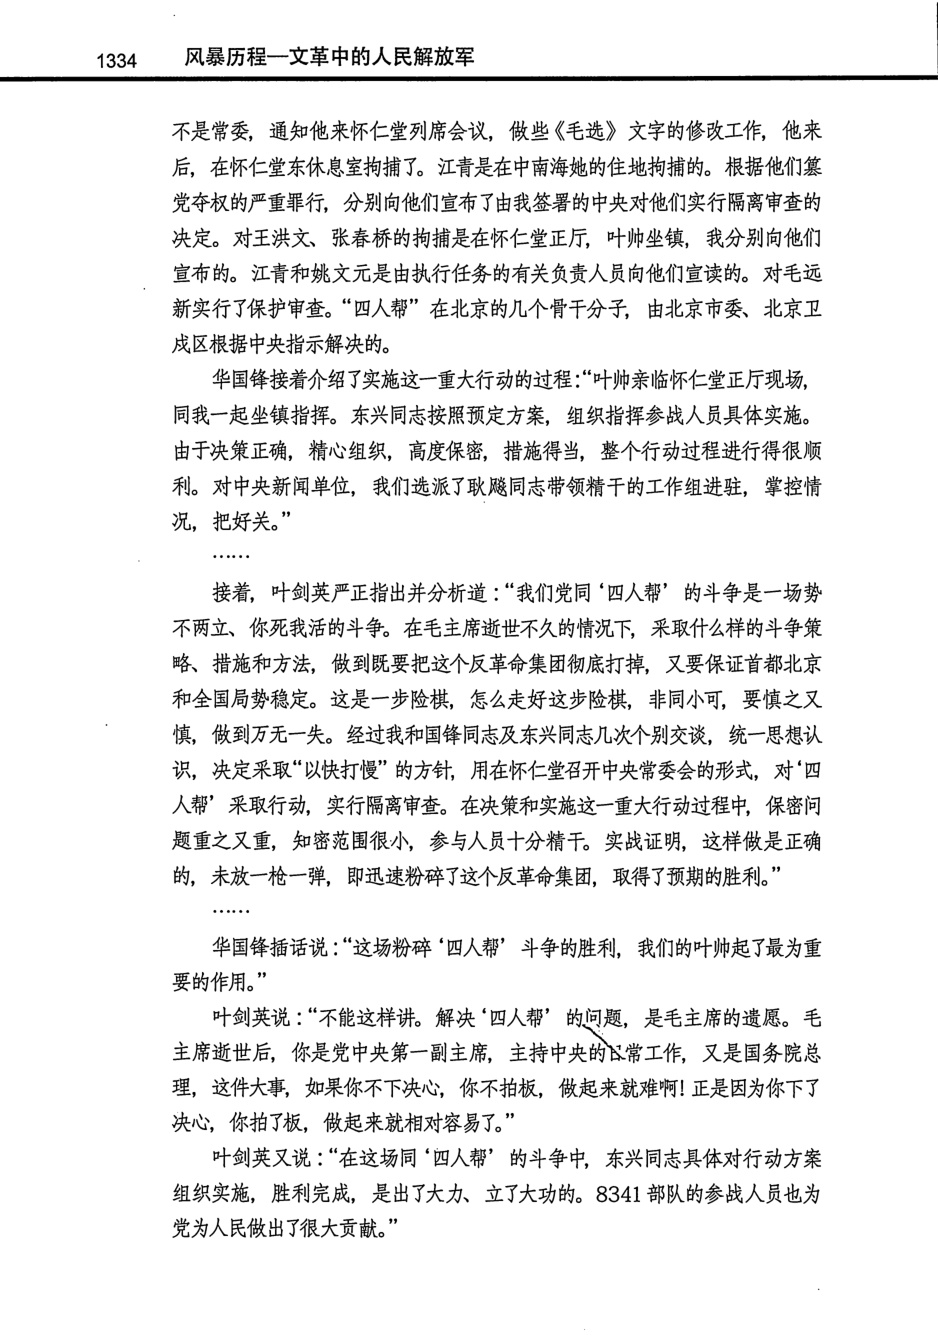 1334 风暴历程—文革中的人民解放军
不是常委，通知他来怀仁堂列席会议，做些《毛选》文字的修改工作，他来
后，在怀仁堂东休息室拘捕了。江青是在中南海她的住地拘捕的。根据他们篡
党夺权的严重罪行，分别向他们宣布了由我签署的中央对他们实行隔离审查的
决定。对王洪文、张春桥的拘捕是在怀仁堂正厅，叶帅坐镇，我分别向他们
宣布的。江青和姚文元是由执行任务的有关负责人员向他们宣读的。对毛远
新实行了保护审查。“四人帮”在北京的几个骨干分子，由北京市委、北京卫
戍区根据中央指示解决的。
华国锋接着介绍了实施这一重大行动的过程：“叶帅亲临怀仁堂正厅现场，
同我一起坐镇指挥。东兴同志按照预定方案，组织指挥参战人员具体实施。
由于决策正确，精心组织，高度保密，措施得当，整个行动过程进行得很顺
利。对中央新闻单位，我们选派了耿飚同志带领精干的工作组进驻，掌控情
况，把好关。”
……
接着，叶剑英严正指出并分析道：“我们党同‘四人帮’的斗争是一场势
不两立、你死我活的斗争。在毛主席逝世不久的情况下，采取什么样的斗争策
略、措施和方法，做到既要把这个反革命集团彻底打掉，又要保证首都北京
和全国局势稳定。这是一步险棋，怎么走好这步险棋，非同小可，要慎之又
慎，做到万无一失。经过我和国锋同志及东兴同志几次个别交谈，统一思想认
识，决定采取“以快打慢”的方针，用在怀仁堂召开中央常委会的形式，对‘四
人帮’采取行动，实行隔离审查。在决策和实施这一重大行动过程中，保密问
题重之又重，知密范围很小，参与人员十分精干。实战证明，这样做是正确
的，未放一枪一弹，即迅速粉碎了这个反革命集团，取得了预期的胜利。”
……
华国锋插话说：“这场粉碎‘四人帮’斗争的胜利，我们的叶帅起了最为重
要的作用。”
叶剑英说：“不能这样讲。解决‘四人帮’的问题，是毛主席的遗愿。毛
主席逝世后，你是党中央第一副主席，主持中央的日常工作，又是国务院总
理，这件大事，如果你不下决心，你不拍板，做起来就难啊！正是因为你下了
决心，你拍了板，做起来就相对容易了。”
叶剑英又说：“在这场同‘四人帮’的斗争中，东兴同志具体对行动方案
组织实施，胜利完成，是出了大力、立了大功的。8341部队的参战人员也为
党为人民做出了很大贡献。”